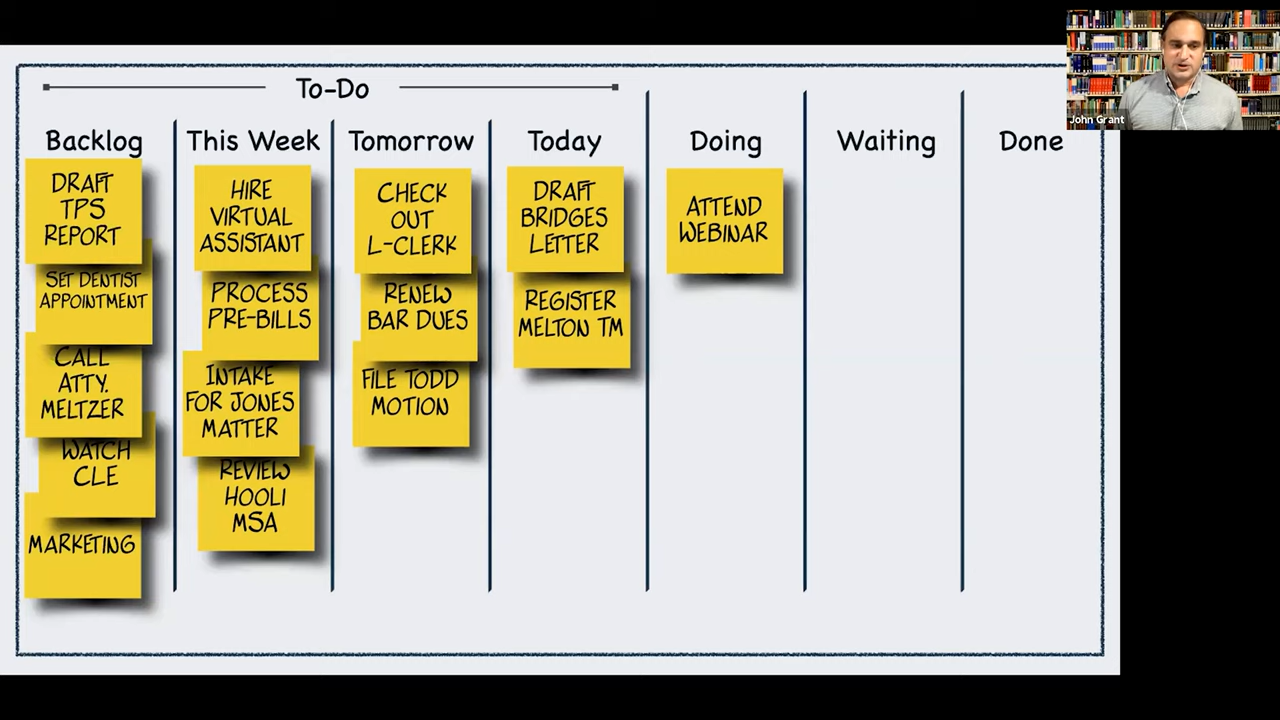 To-Do
Backlog
This Week
Tomorrow
Today
Doing
Waiting
Done
DRAFT
TPS
REPORT
SET DENTIST
APPOINTMENT
CALL
ATTY.
MELTZER
WATCH
CLE
MARKETING
HIRE
VIRTUAL
ASSISTANT
PROCESS
PRE-BILLS
INTAKE
FOR JONES
MATTER
REVIEW
HOOLI
MSA
CHECK
OUT
L-CLERK
RENEW
BAR DUES
FILE TODD
MOTION
DRAFT
BRIDGES
LETTER
REGISTER
MELTON TM
ATTEND
WEBINAR
John Grant